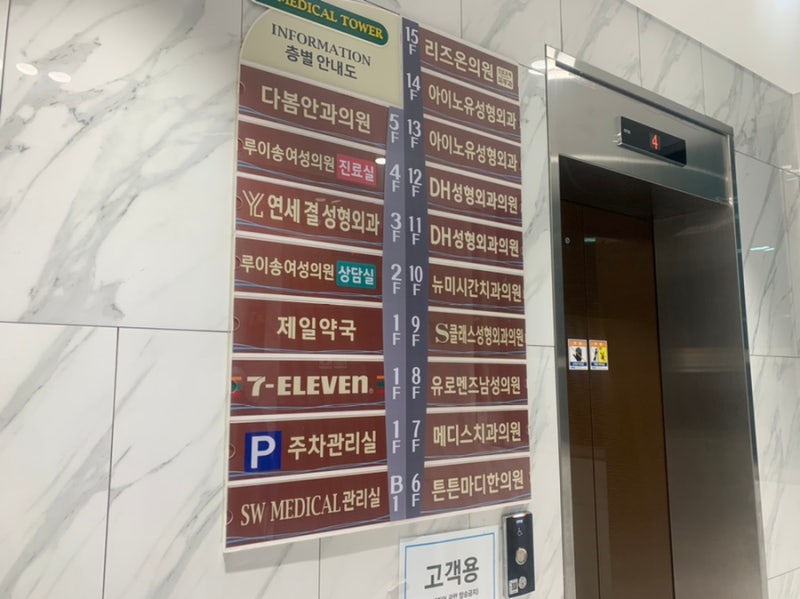 MEDICAL TOWER
INFORMATION
층별 안내도
다봄안과의원 5F
루이송여성의원 진료실 4F
Y 연세결성형외과 3F
루이송여성의원 상담실 2F
제일약국 1F
7-ELEVEn 1F
P 주차관리실 1F
SW MEDICAL 관리실 B1
15F 리즈온의원
14F 아이노유성형외과
13F 아이노유성형외과
12F DH성형외과의원
11F DH성형외과의원
10F 뉴미시간치과의원
9F S클래스성형외과의원
8F 유로멘즈남성의원
7F 메디스치과의원
6F 튼튼마디한의원
4
고객용